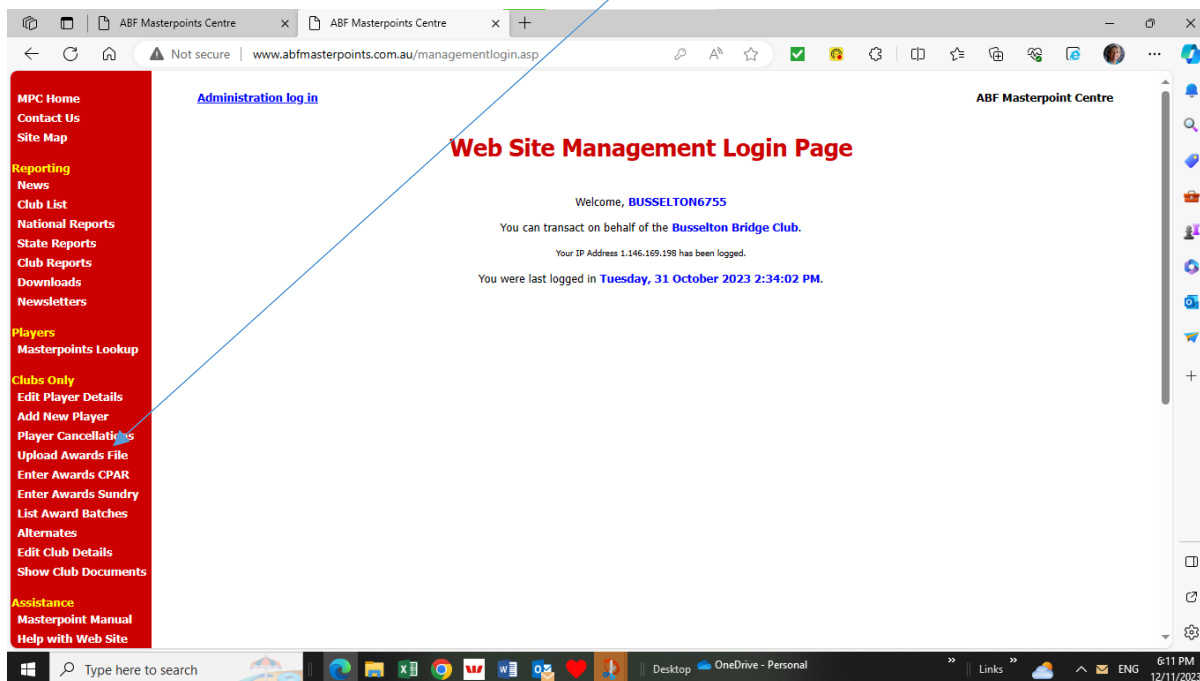 ABF Masterpoints Centre
ABF Masterpoints Centre
Not secure www.abfmasterpoints.com.au/managementlogin.asp
MPC Home
Contact Us
Site Map
Reporting
News
Club List
National Reports
State Reports
Club Reports
Downloads
Newsletters
Players
Masterpoints Lookup
Clubs Only
Edit Player Details
Add New Player
Player Cancellations
Upload Awards File
Enter Awards CPAR
Enter Awards Sundry
List Award Batches
Alternates
Edit Club Details
Show Club Documents
Assistance
Masterpoint Manual
Help with Web Site
Administration log in
ABF Masterpoint Centre
Web Site Management Login Page
Welcome, BUSSELTON6755
You can transact on behalf of the Busselton Bridge Club.
Your IP Address 1.146.169.198 has been logged.
You were last logged in Tuesday, 31 October 2023 2:34:02 PM.
Type here to search
Desktop
OneDrive - Personal
Links
ENG
6:11 PM